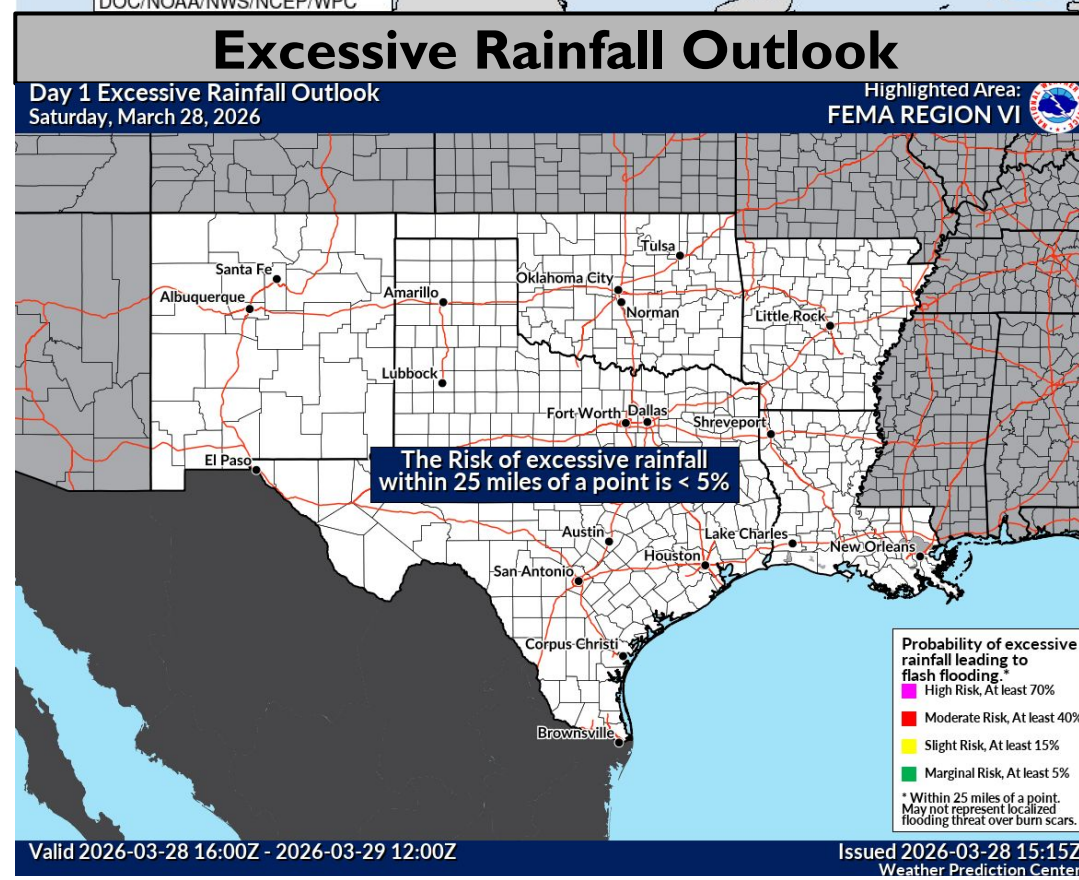 DOC/NOAA/NWS/NCEP/WPC
Excessive Rainfall Outlook
Day 1 Excessive Rainfall Outlook
Saturday, March 28, 2026
Highlighted Area:
FEMA REGION VI
Tulsa
Santa Fe
Oklahoma City
Albuquerque
Amarillo
Norman
Little Rock
Lubbock
Fort Worth
Dallas
Shreveport
El Paso
The Risk of excessive rainfall
within 25 miles of a point is < 5%
Austin
Lake Charles
Houston
New Orleans
San Antonio
Corpus Christi
Brownsville
Probability of excessive
rainfall leading to
flash flooding.*
High Risk, At least 70%
Moderate Risk, At least 40%
Slight Risk, At least 15%
Marginal Risk, At least 5%
* Within 25 miles of a point.
May not represent localized
flooding threat over burn scars.
Valid 2026-03-28 16:00Z - 2026-03-29 12:00Z
Issued 2026-03-28 15:15Z
Weather Prediction Center